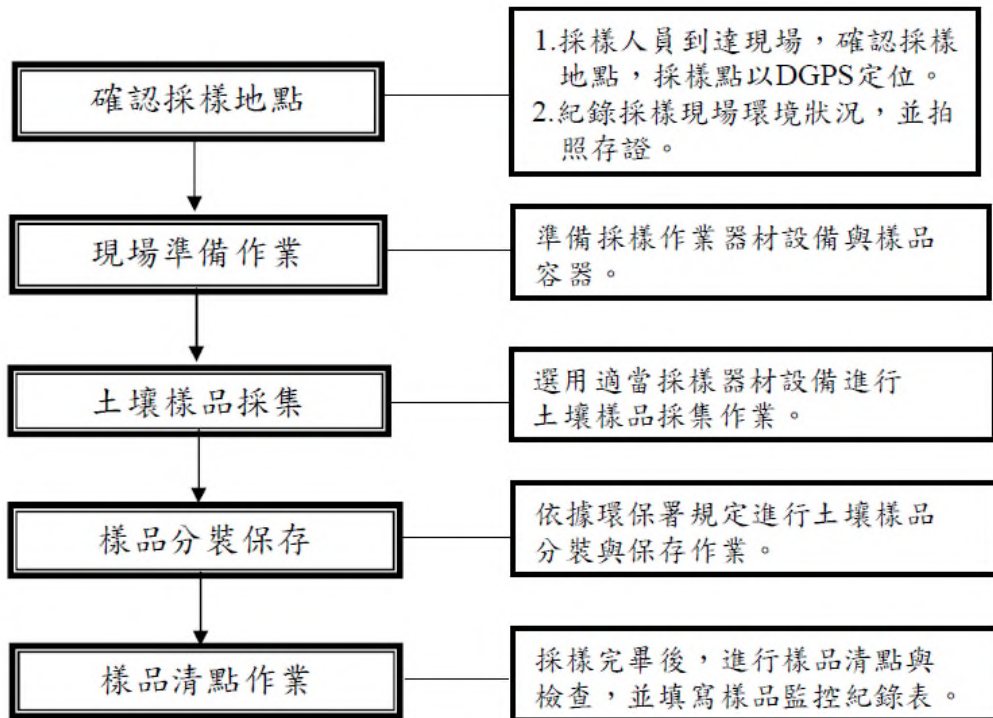 確認採樣地點
1.採樣人員到達現場，確認採樣
地點，採樣點以DGPS定位。
2.紀錄採樣現場環境狀況，並拍
照存證。
現場準備作業
準備採樣作業器材設備與樣品
容器。
土壤樣品採集
選用適當採樣器材設備進行
土壤樣品採集作業。
樣品分裝保存
依據環保署規定進行土壤樣品
分裝與保存作業。
樣品清點作業
採樣完畢後，進行樣品清點與
檢查，並填寫樣品監控紀錄表。